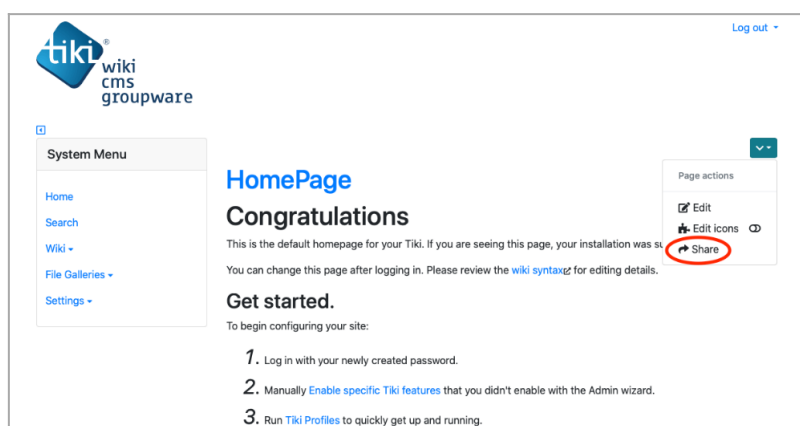 Log out
tiki®
wiki
cms
groupware
System Menu
Home
Search
Wiki
File Galleries
Settings
Page actions
Edit
Edit icons
Share
HomePage
Congratulations
This is the default homepage for your Tiki. If you are seeing this page, your installation was
You can change this page after logging in. Please review the wiki syntax for editing details.
Get started.
To begin configuring your site:
1. Log in with your newly created password.
2. Manually Enable specific Tiki features that you didn't enable with the Admin wizard.
3. Run Tiki Profiles to quickly get up and running.